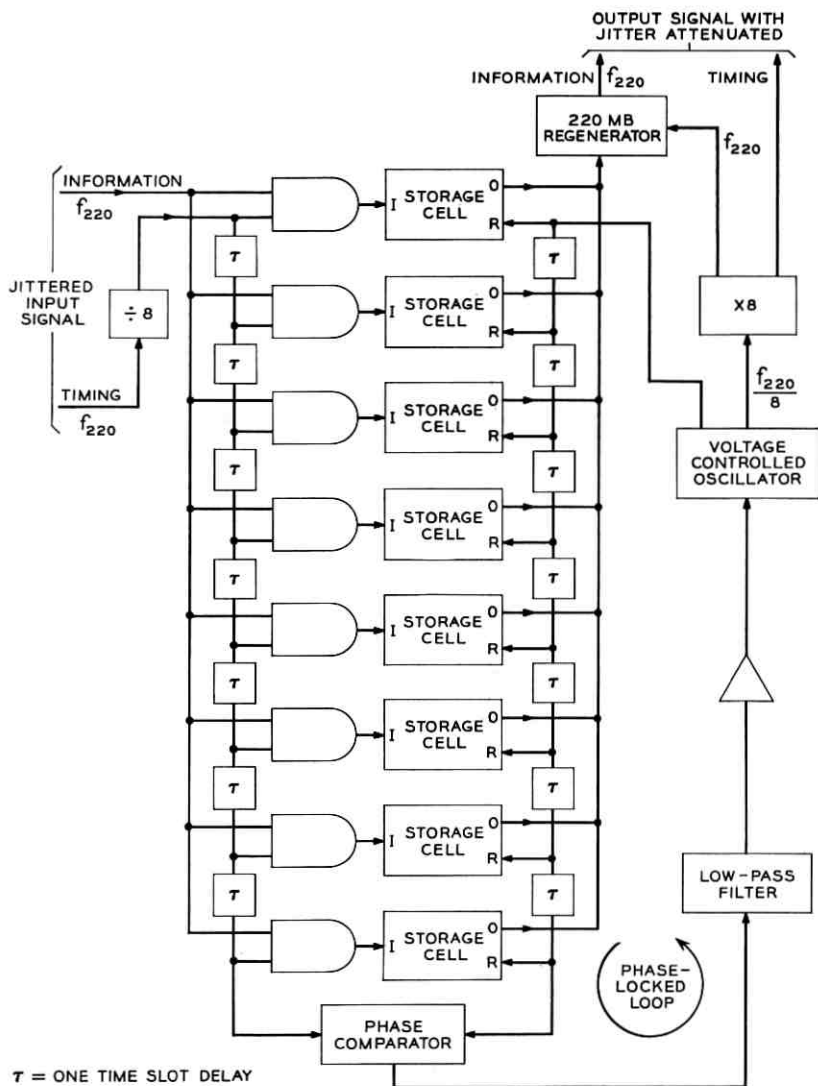 OUTPUT SIGNAL WITH
JITTER ATTENUATED
INFORMATION
f220
TIMING
220 MB
REGENERATOR
f220
INFORMATION
f220
JITTERED
INPUT
SIGNAL
÷ 8
TIMING
f220
I STORAGE CELL O R
τ
τ
I STORAGE CELL O R
τ
τ
I STORAGE CELL O R
τ
τ
I STORAGE CELL O R
τ
τ
I STORAGE CELL O R
τ
τ
I STORAGE CELL O R
τ
τ
I STORAGE CELL O R
τ
τ
I STORAGE CELL O R
X8
f220
8
VOLTAGE
CONTROLLED
OSCILLATOR
LOW-PASS
FILTER
PHASE-
LOCKED
LOOP
PHASE
COMPARATOR
τ = ONE TIME SLOT DELAY